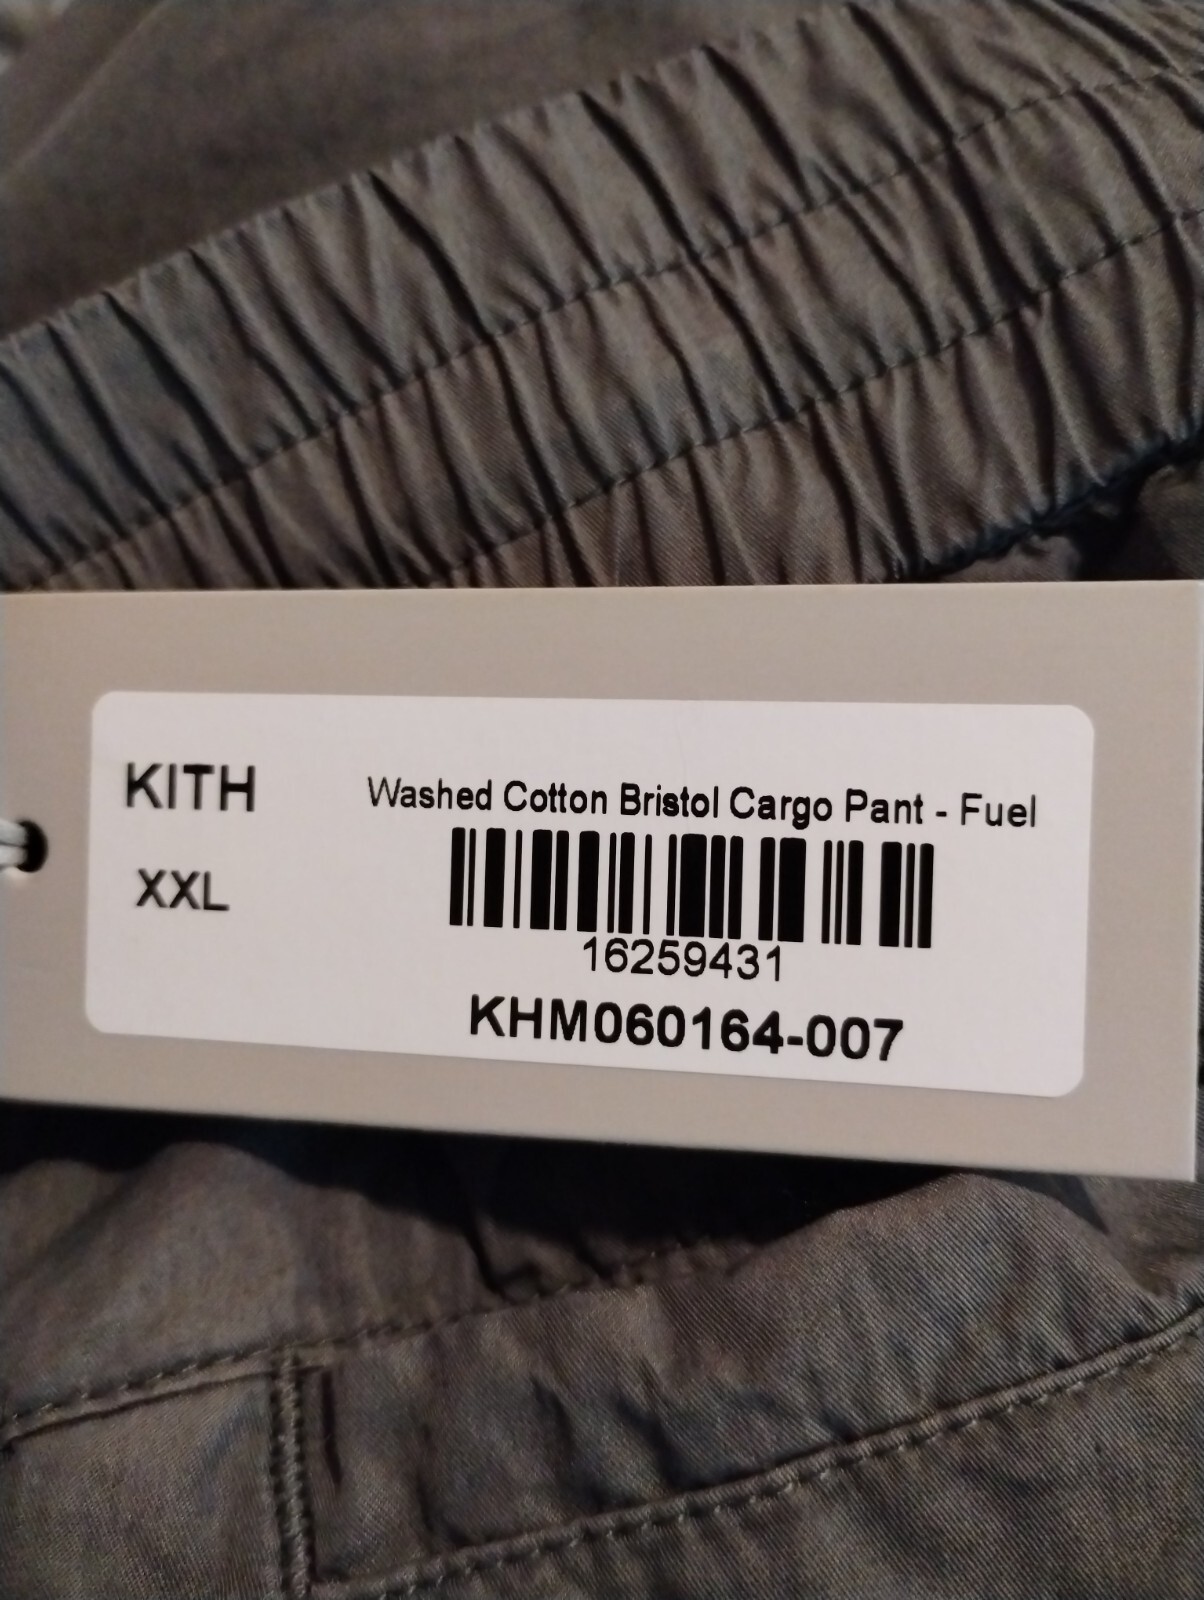 KITH
XXL
Washed Cotton Bristol Cargo Pant - Fuel
16259431
KHM060164-007